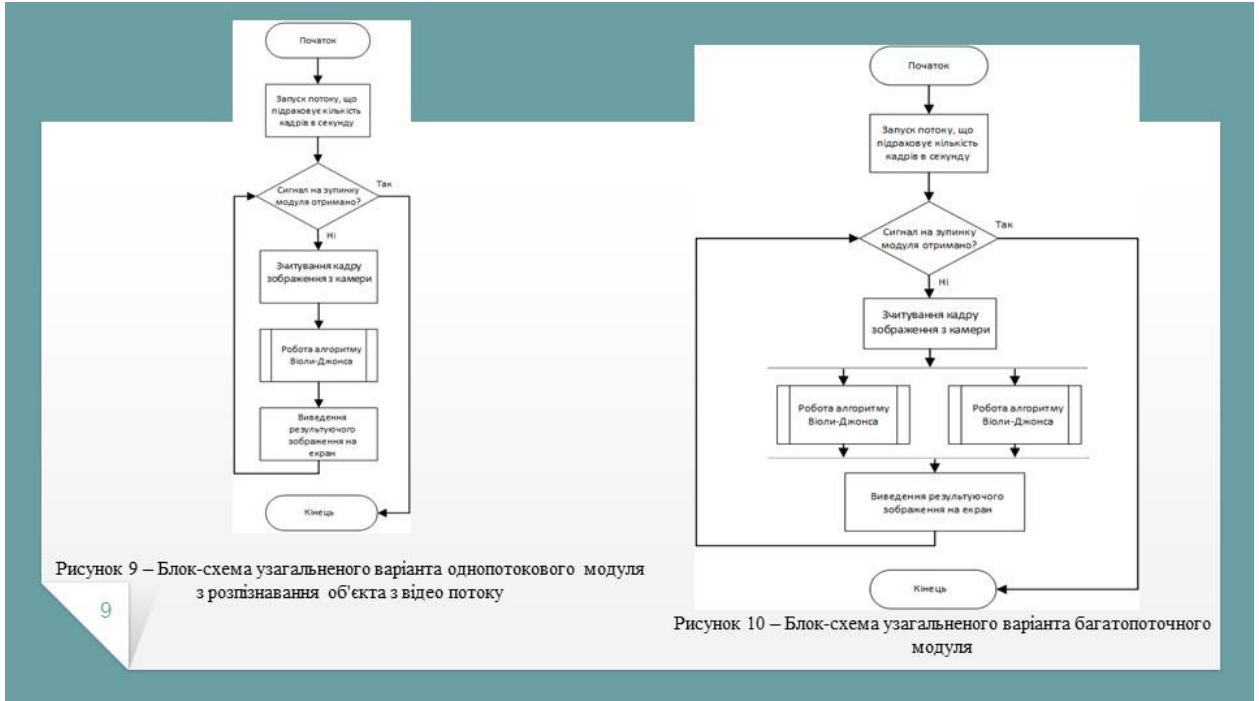 Початок
Запуск потоку, що
підраховує кількість
кадрів в секунду
Сигнал на зупинку
модуля отримано?
Так
Ні
Зчитування кадру
зображення з камери
Робота алгоритму
Віоли-Джонса
Виведення
результуючого
зображення на
екран
Кінець
Рисунок 9 – Блок-схема узагальненого варіанта однопотокового модуля
з розпізнавання об'єкта з відео потоку
9
Початок
Запуск потоку, що
підраховує кількість
кадрів в секунду
Сигнал на зупинку
модуля отримано?
Так
Ні
Зчитування кадру
зображення з камери
Робота алгоритму
Віоли-Джонса
Робота алгоритму
Віоли-Джонса
Виведення результуючого
зображення на екран
Кінець
Рисунок 10 – Блок-схема узагальненого варіанта багатопоточного
модуля